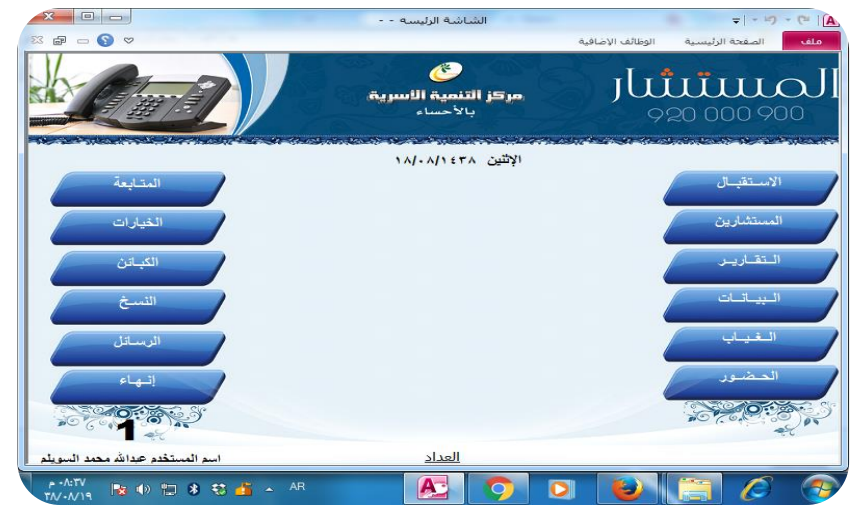 الشاشة الرئيسه - -
ملف الصفحة الرئيسية الوظائف الإضافية
المستشار
920 000 900
مركز التنمية الأسرية
بالأحساء
الإثنين ١٨/٠٨/١٤٣٨
الاستقبال
المستشارين
التقارير
البيانات
الغياب
الحضور
المتابعة
الخيارات
الكبائن
النسخ
الرسائل
إنهاء
1
العداد
اسم المستخدم عبدالله محمد السويلم
AR
٠٨:٣٧ م
٣٨/٠٨/١٩